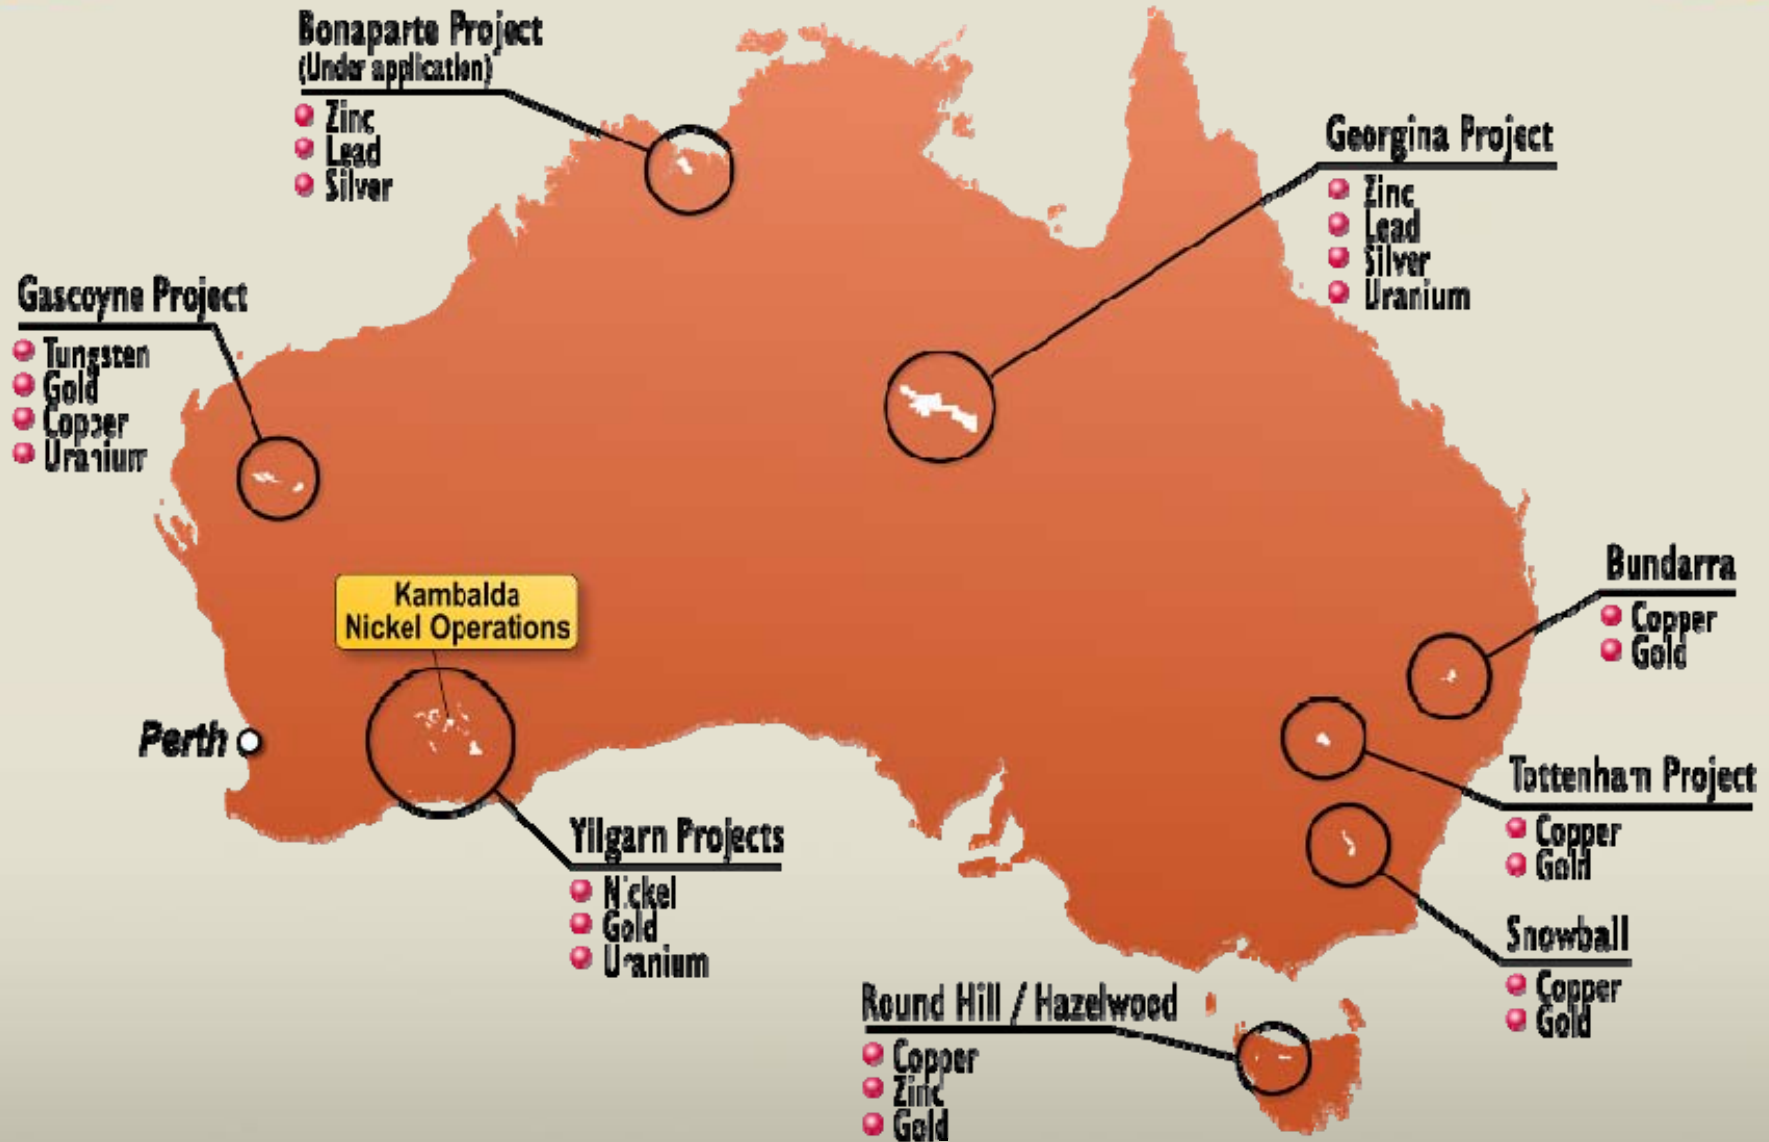 Bonaparte Project
(Under application)
Zinc
Lead
Silver
Georgina Project
Zinc
Lead
Silver
Uranium
Gascoyne Project
Tungsten
Gold
Copper
Uranium
Kambalda
Nickel Operations
Perth
Bundarra
Copper
Gold
Tottenham Project
Copper
Gold
Yilgarn Projects
Nickel
Gold
Uranium
Snowball
Copper
Gold
Round Hill / Hazelwood
Copper
Zinc
Gold